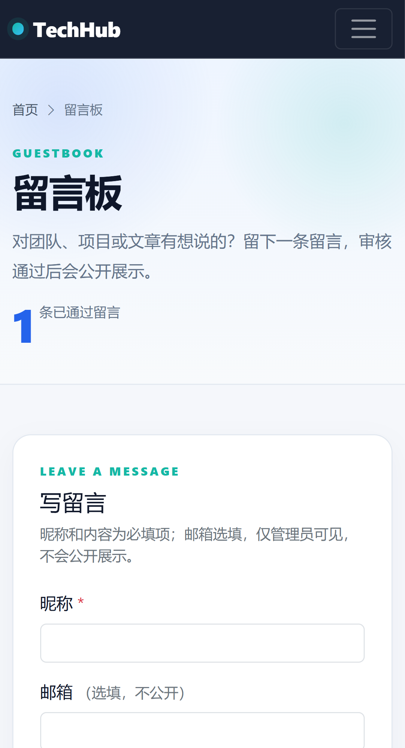 TechHub
首页 > 留言板
GUESTBOOK
留言板
对团队、项目或文章有想说的？留下一条留言，审核
通过后会公开展示。
1 条已通过留言
LEAVE A MESSAGE
写留言
昵称和内容为必填项；邮箱选填，仅管理员可见，
不会公开展示。
昵称 *
邮箱 （选填，不公开）